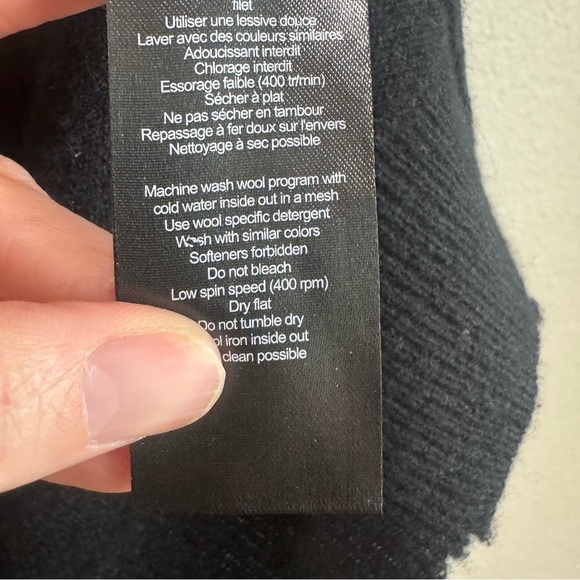 filet
Utiliser une lessive douce
Laver avec des couleurs similaires
Adoucissant interdit
Chlorage interdit
Essorage faible (400 tr/min)
Sécher à plat
Ne pas sécher en tambour
Repassage à fer doux sur l'envers
Nettoyage à sec possible
Machine wash wool program with
cold water inside out in a mesh
Use wool specific detergent
Wash with similar colors
Softeners forbidden
Do not bleach
Low spin speed (400 rpm)
Dry flat
Do not tumble dry
iron inside out
clean possible